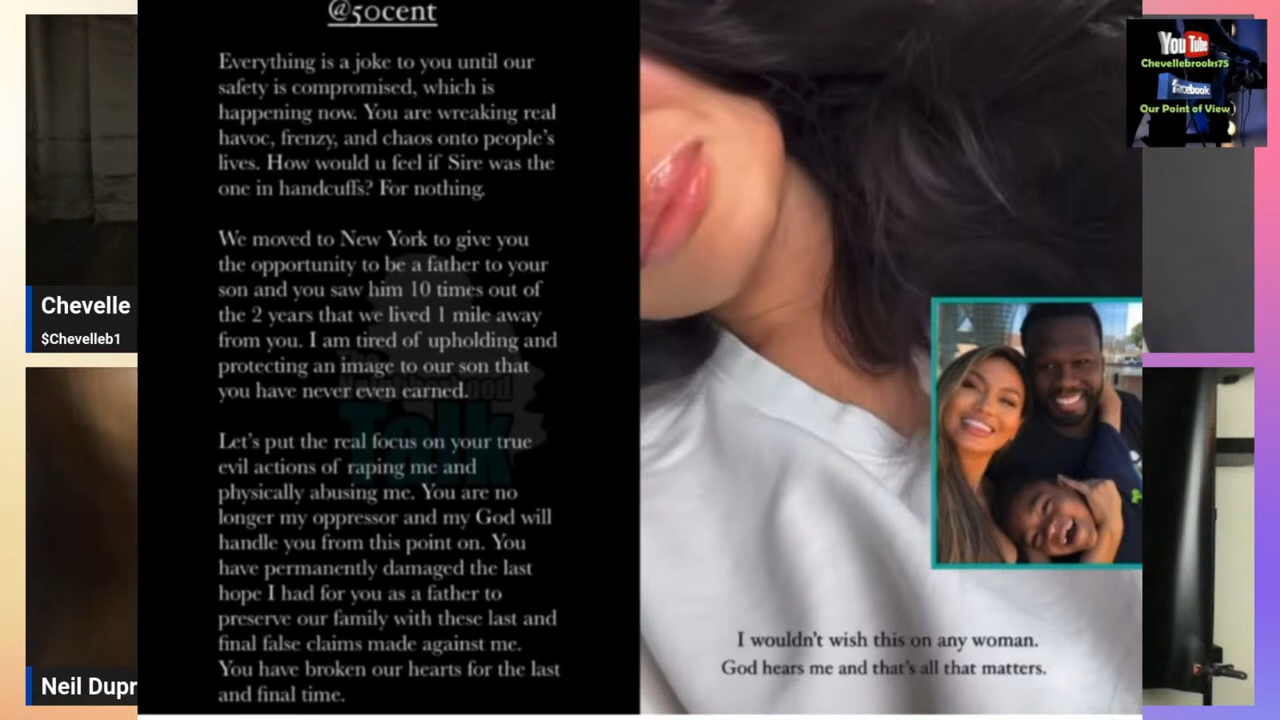 @50cent
Everything is a joke to you until our
safety is compromised, which is
happening now. You are wreaking real
havoc, frenzy, and chaos onto people's
lives. How would u feel if Sire was the
one in handcuffs? For nothing.
We moved to New York to give you
the opportunity to be a father to your
son and you saw him 10 times out of
the 2 years that we lived 1 mile away
from you. I am tired of upholding and
protecting an image to our son that
you have never even earned.
Let's put the real focus on your true
evil actions of raping me and
physically abusing me. You are no
longer my oppressor and my God will
handle you from this point on. You
have permanently damaged the last
hope I had for you as a father to
preserve our family with these last and
final false claims made against me.
You have broken our hearts for the last
and final time.
Talk
I wouldn't wish this on any woman.
God hears me and that's all that matters.
You Tube
Chevellebrooks75
facebook
Our Point of View
Chevelle
$Chevelleb1
Neil Dupr